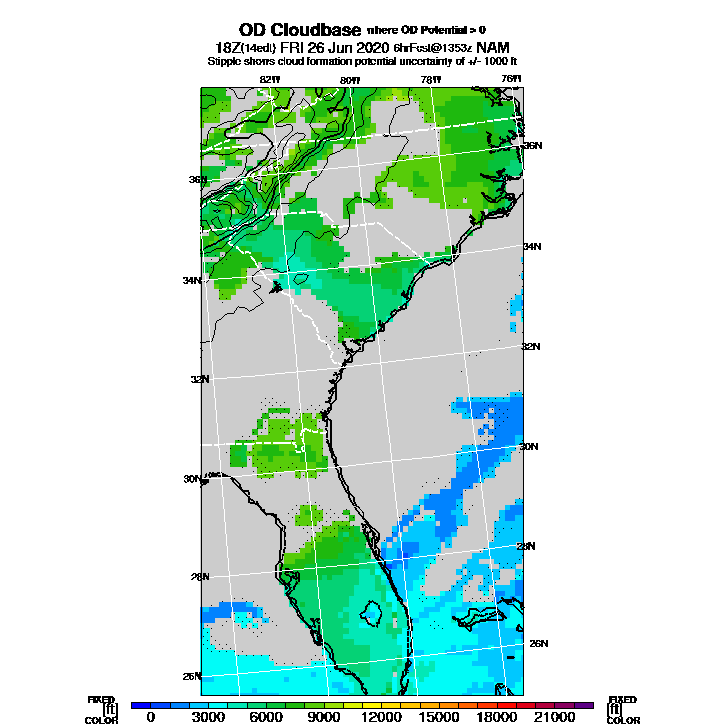 OD Cloudbase where OD Potential > 0
18Z(14edt) FRI 26 Jun 2020 6hrFcst@1353z NAM
Stipple shows cloud formation potential uncertainty of +/- 1000 ft
82W 80W 78W 76W
36N
36N
34N
34N
32N
32N
30N
30N
28N
28N
26N
26N
FIXED [ft] COLOR
0 3000 6000 9000 12000 15000 18000 21000
FIXED [ft] COLOR